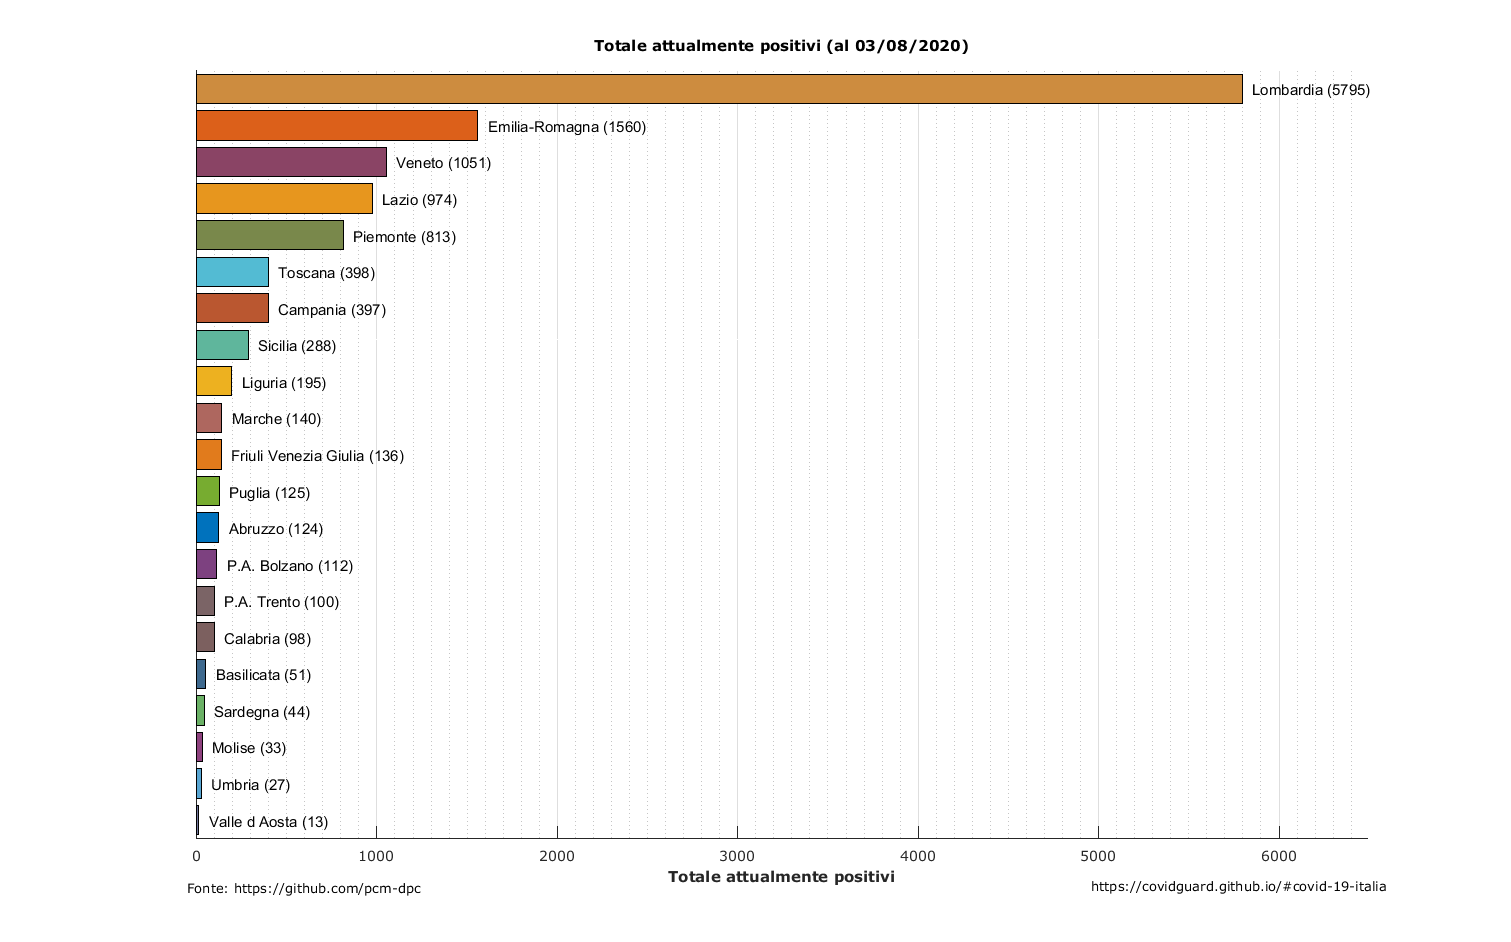 Totale attualmente positivi (al 03/08/2020)
Lombardia (5795)
Emilia-Romagna (1560)
Veneto (1051)
Lazio (974)
Piemonte (813)
Toscana (398)
Campania (397)
Sicilia (288)
Liguria (195)
Marche (140)
Friuli Venezia Giulia (136)
Puglia (125)
Abruzzo (124)
P.A. Bolzano (112)
P.A. Trento (100)
Calabria (98)
Basilicata (51)
Sardegna (44)
Molise (33)
Umbria (27)
Valle d Aosta (13)
0 1000 2000 3000 4000 5000 6000
Totale attualmente positivi
Fonte: https://github.com/pcm-dpc
https://covidguard.github.io/#covid-19-italia